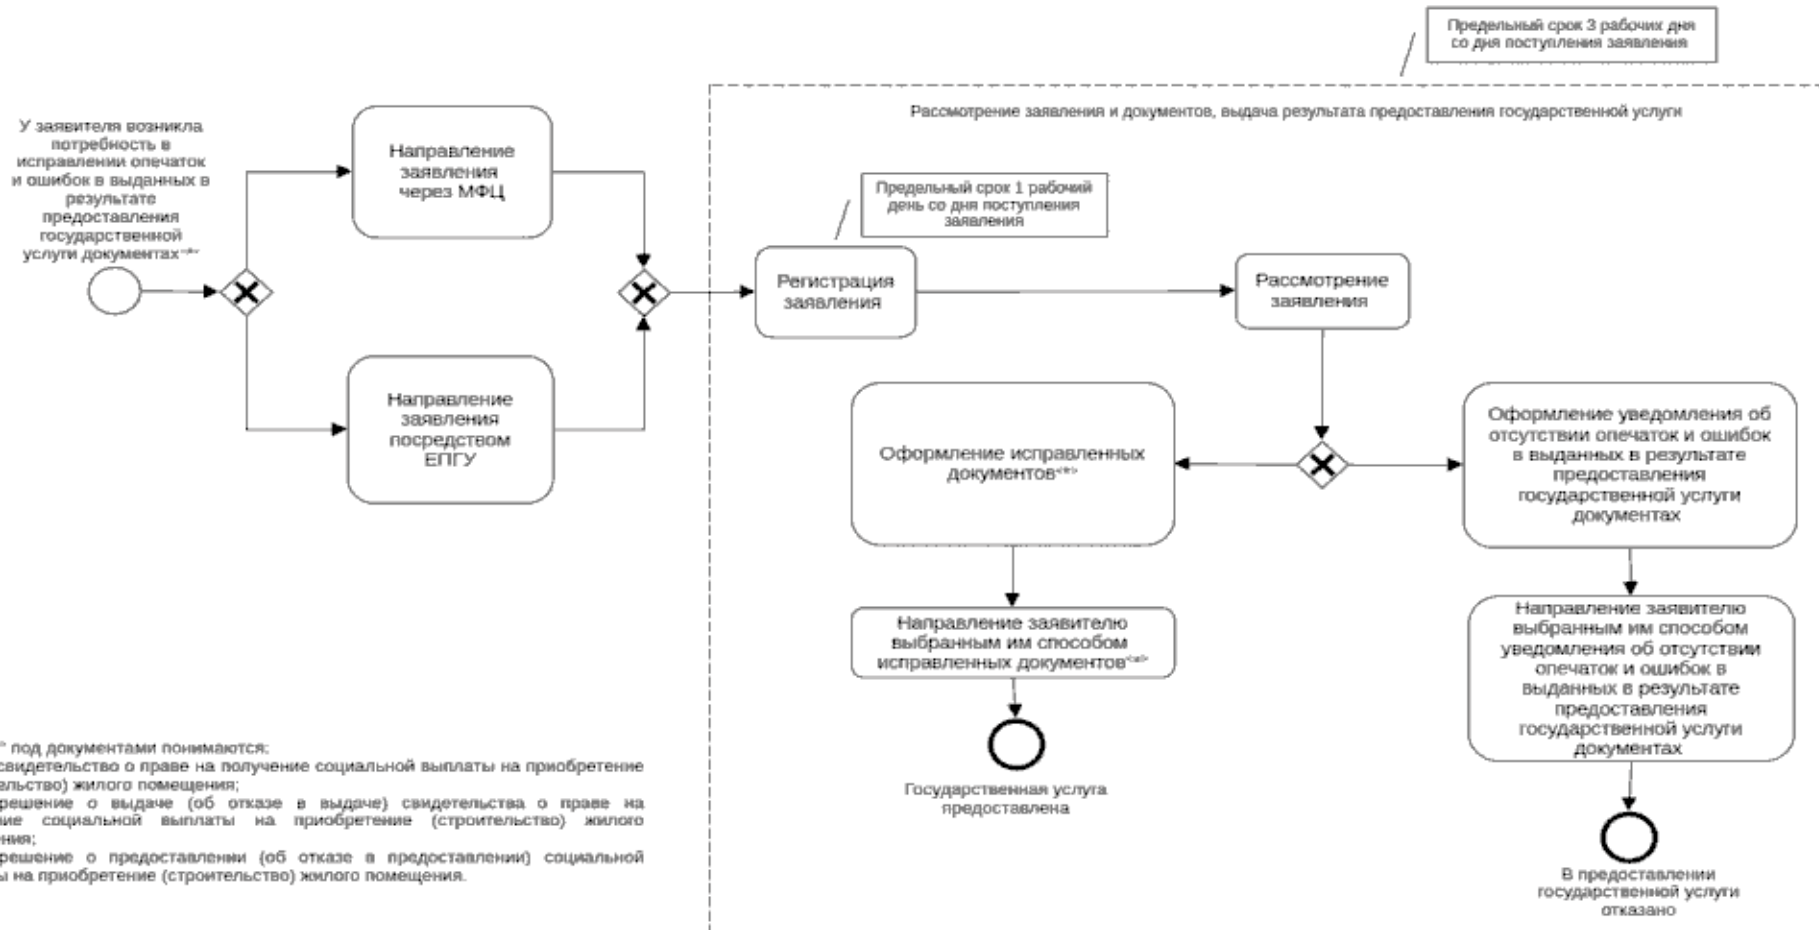 Предельный срок 3 рабочих дня
со дня поступления заявления
Рассмотрение заявления и документов, выдача результата предоставления государственной услуги
У заявителя возникла
потребность в
исправлении опечаток
и ошибок в выданных в
результате
предоставления
государственной
услуги документах<*>
Направление
заявления
через МФЦ
Предельный срок 1 рабочий
день со дня поступления
заявления
Регистрация
заявления
Рассмотрение
заявления
Направление
заявления
посредством
ЕПГУ
Оформление исправленных
документов<*>
Оформление уведомления об
отсутствии опечаток и ошибок
в выданных в результате
предоставления
государственной услуги
документах
Направление заявителю
выбранным им способом
исправленных документов<*>
Направление заявителю
выбранным им способом
уведомления об отсутствии
опечаток и ошибок в
выданных в результате
предоставления
государственной услуги
документах
Государственная услуга
предоставлена
В предоставлении
государственной услуги
отказано
под документами понимаются:
свидетельство о праве на получение социальной выплаты на приобретение
ельство) жилого помещения;
решение о выдаче (об отказе в выдаче) свидетельства о праве на
ие социальной выплаты на приобретение (строительство) жилого
ния;
решение о предоставлении (об отказе в предоставлении) социальной
ы на приобретение (строительство) жилого помещения.